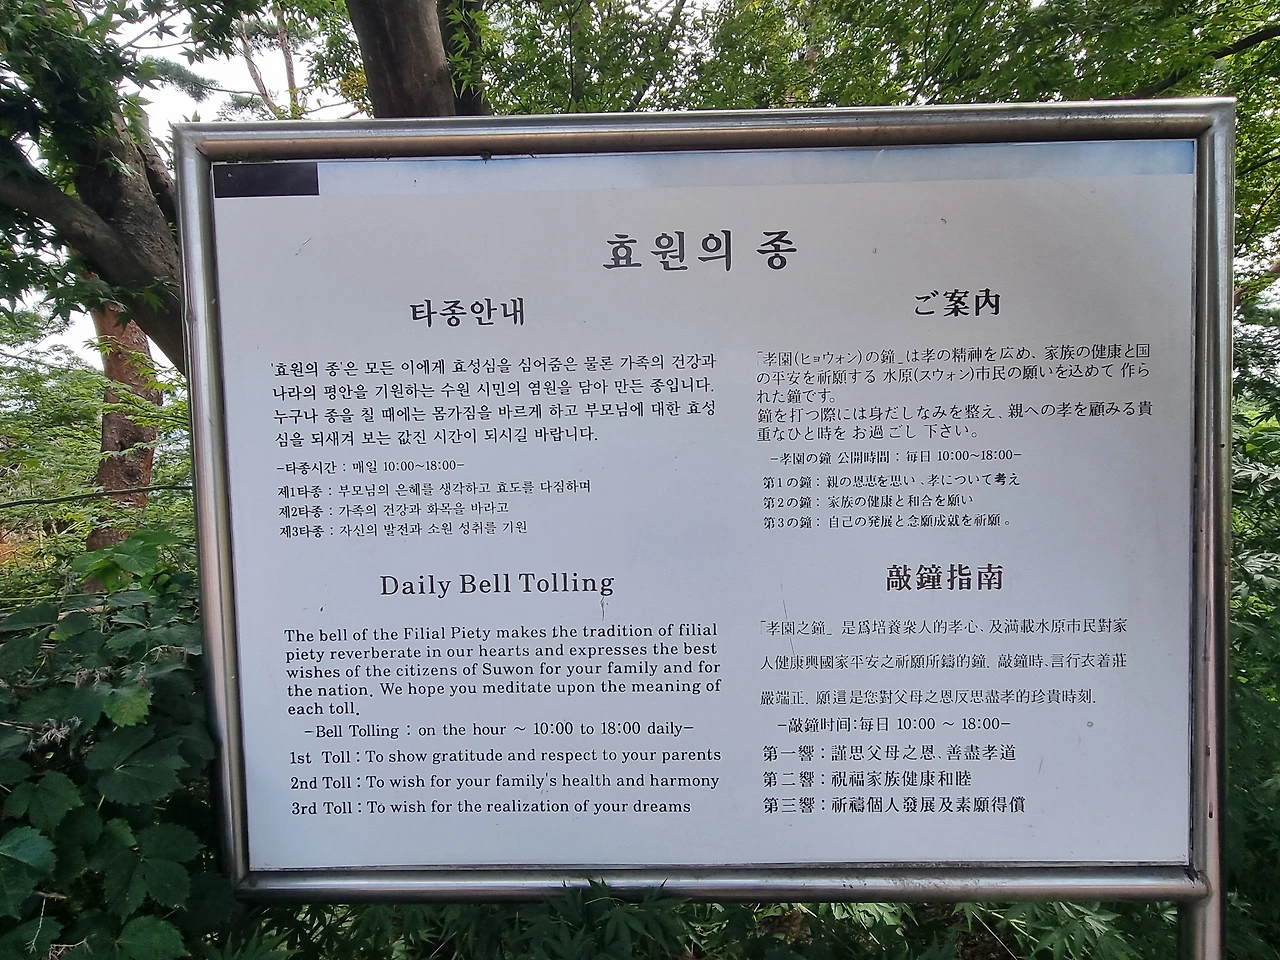 효원의 종
타종안내
'효원의 종'은 모든 이에게 효성심을 심어줌은 물론 가족의 건강과
나라의 평안을 기원하는 수원 시민의 염원을 담아 만든 종입니다.
누구나 종을 칠 때에는 몸가짐을 바르게 하고 부모님에 대한 효성
심을 되새겨 보는 값진 시간이 되시길 바랍니다.
-타종시간 : 매일 10:00~18:00-
제1타종 : 부모님의 은혜를 생각하고 효도를 다짐하며
제2타종 : 가족의 건강과 화목을 바라고
제3타종 : 자신의 발전과 소원 성취를 기원
ご案内
「孝園(ヒョウォン)の鐘」は孝の精神を広め、家族の健康と国
の平安を祈願する 水原(スウォン)市民の願いを込めて 作ら
れた鐘です。
鐘を打つ際には身だしなみを整え、親への孝を顧みる貴
重なひと時を お過 ごし 下さい。
-孝園の鐘 公開時間 : 毎日 10:00~18:00-
第1の鐘 : 親の恩恵を思い、孝について考え
第2の鐘 : 家族の健康と和合を願い
第3の鐘 : 自己の発展と念願成就を祈願。
Daily Bell Tolling
The bell of the Filial Piety makes the tradition of filial
piety reverberate in our hearts and expresses the best
wishes of the citizens of Suwon for your family and for
the nation. We hope you meditate upon the meaning of
each toll.
-Bell Tolling : on the hour ~ 10:00 to 18:00 daily-
1st Toll : To show gratitude and respect to your parents
2nd Toll : To wish for your family's health and harmony
3rd Toll : To wish for the realization of your dreams
敲鐘指南
「孝園之鐘」是爲培養衆人的孝心、及満載水原市民對家
人健康與國家平安之祈願所鑄的鐘. 敲鐘時、言行衣着莊
嚴端正. 願這是您對父母之恩反思盡孝的珍貴時刻.
-敲鐘时间:毎日 10:00 ~ 18:00-
第一響 : 謹思父母之恩、善盡孝道
第二響 : 祝福家族健康和睦
第三響 : 祈禱個人發展及素願得償